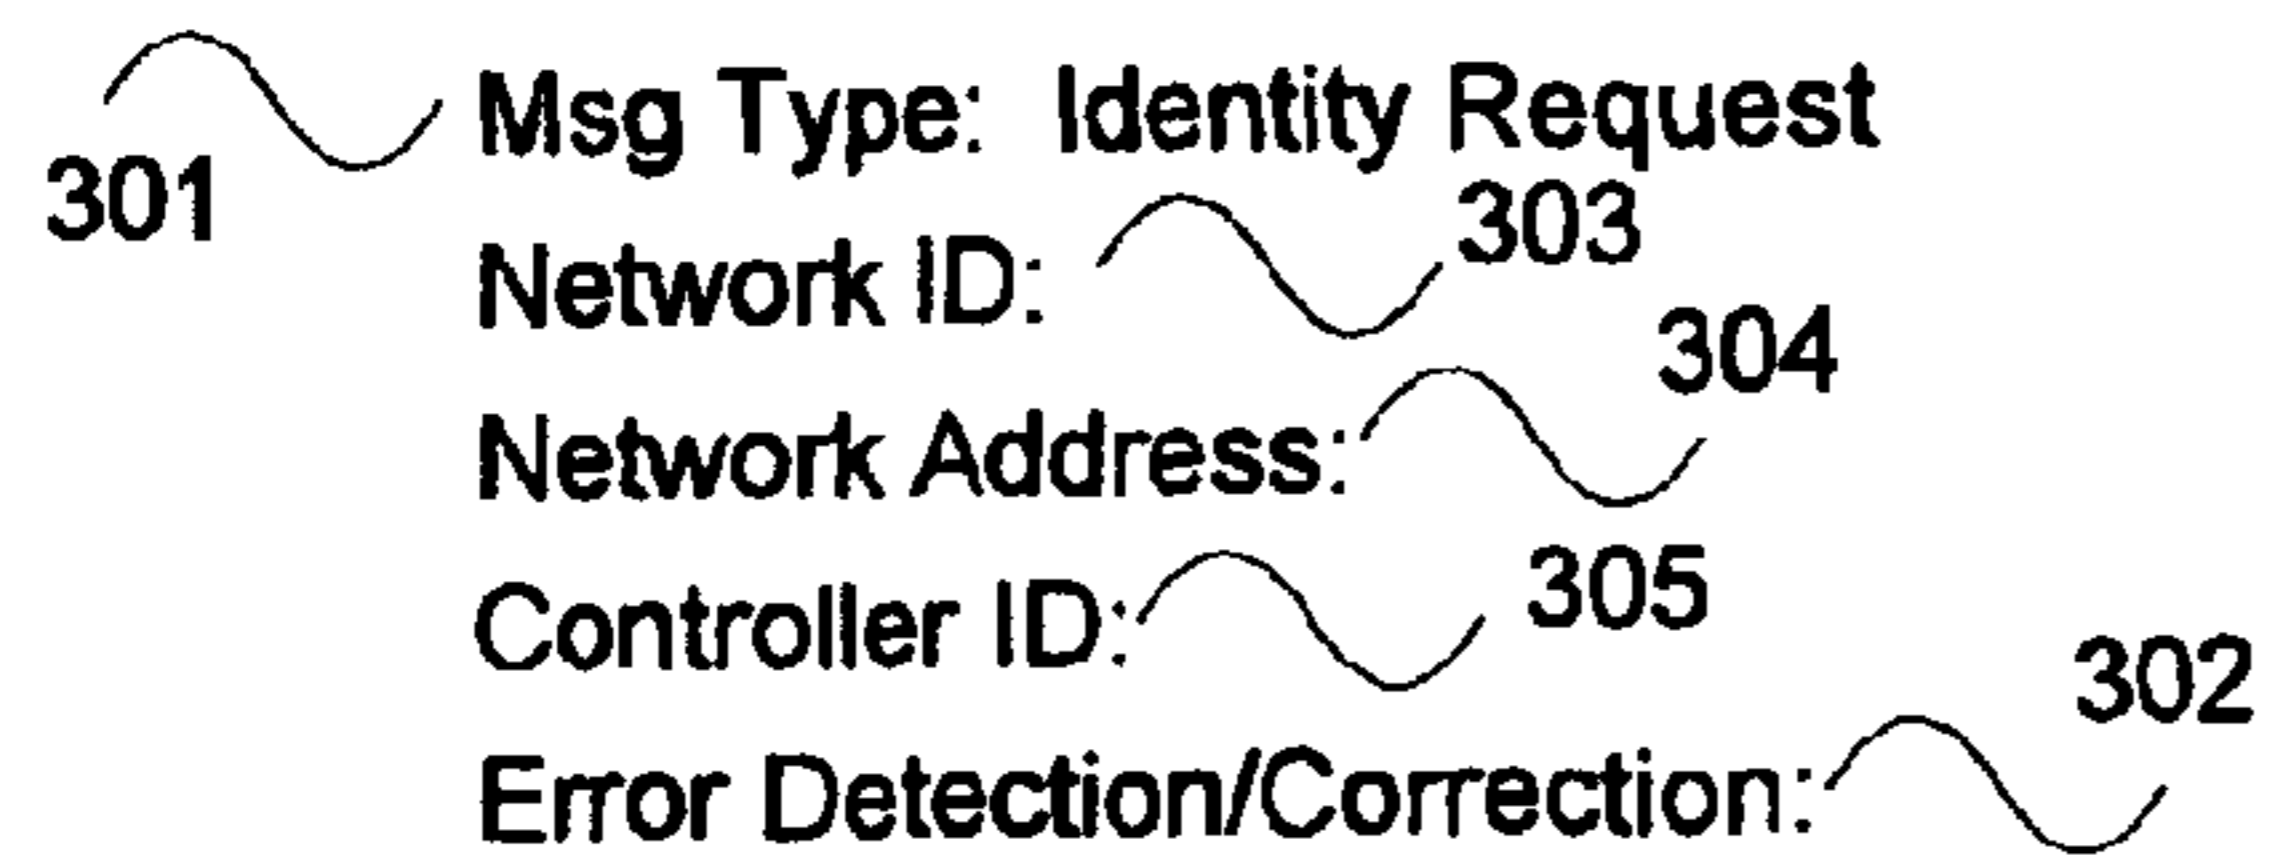 Msg Type: Identity Request
301
Network ID: 303
304
Network Address:
Controller ID: 305
302
Error Detection/Correction: